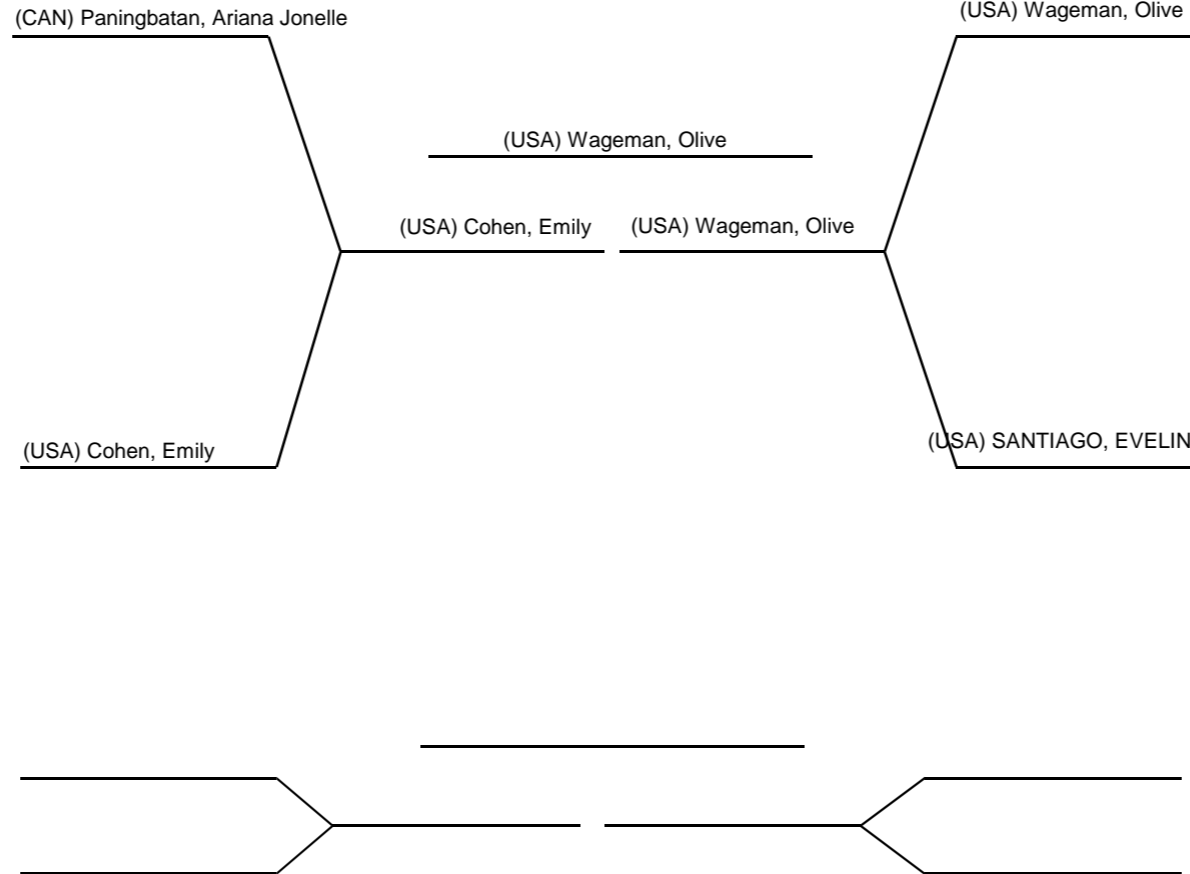 (CAN) Paningbatan, Ariana Jonelle
(USA) Wageman, Olive
(USA) Wageman, Olive
(USA) Cohen, Emily
(USA) Wageman, Olive
(USA) Cohen, Emily
(USA) SANTIAGO, EVELIN